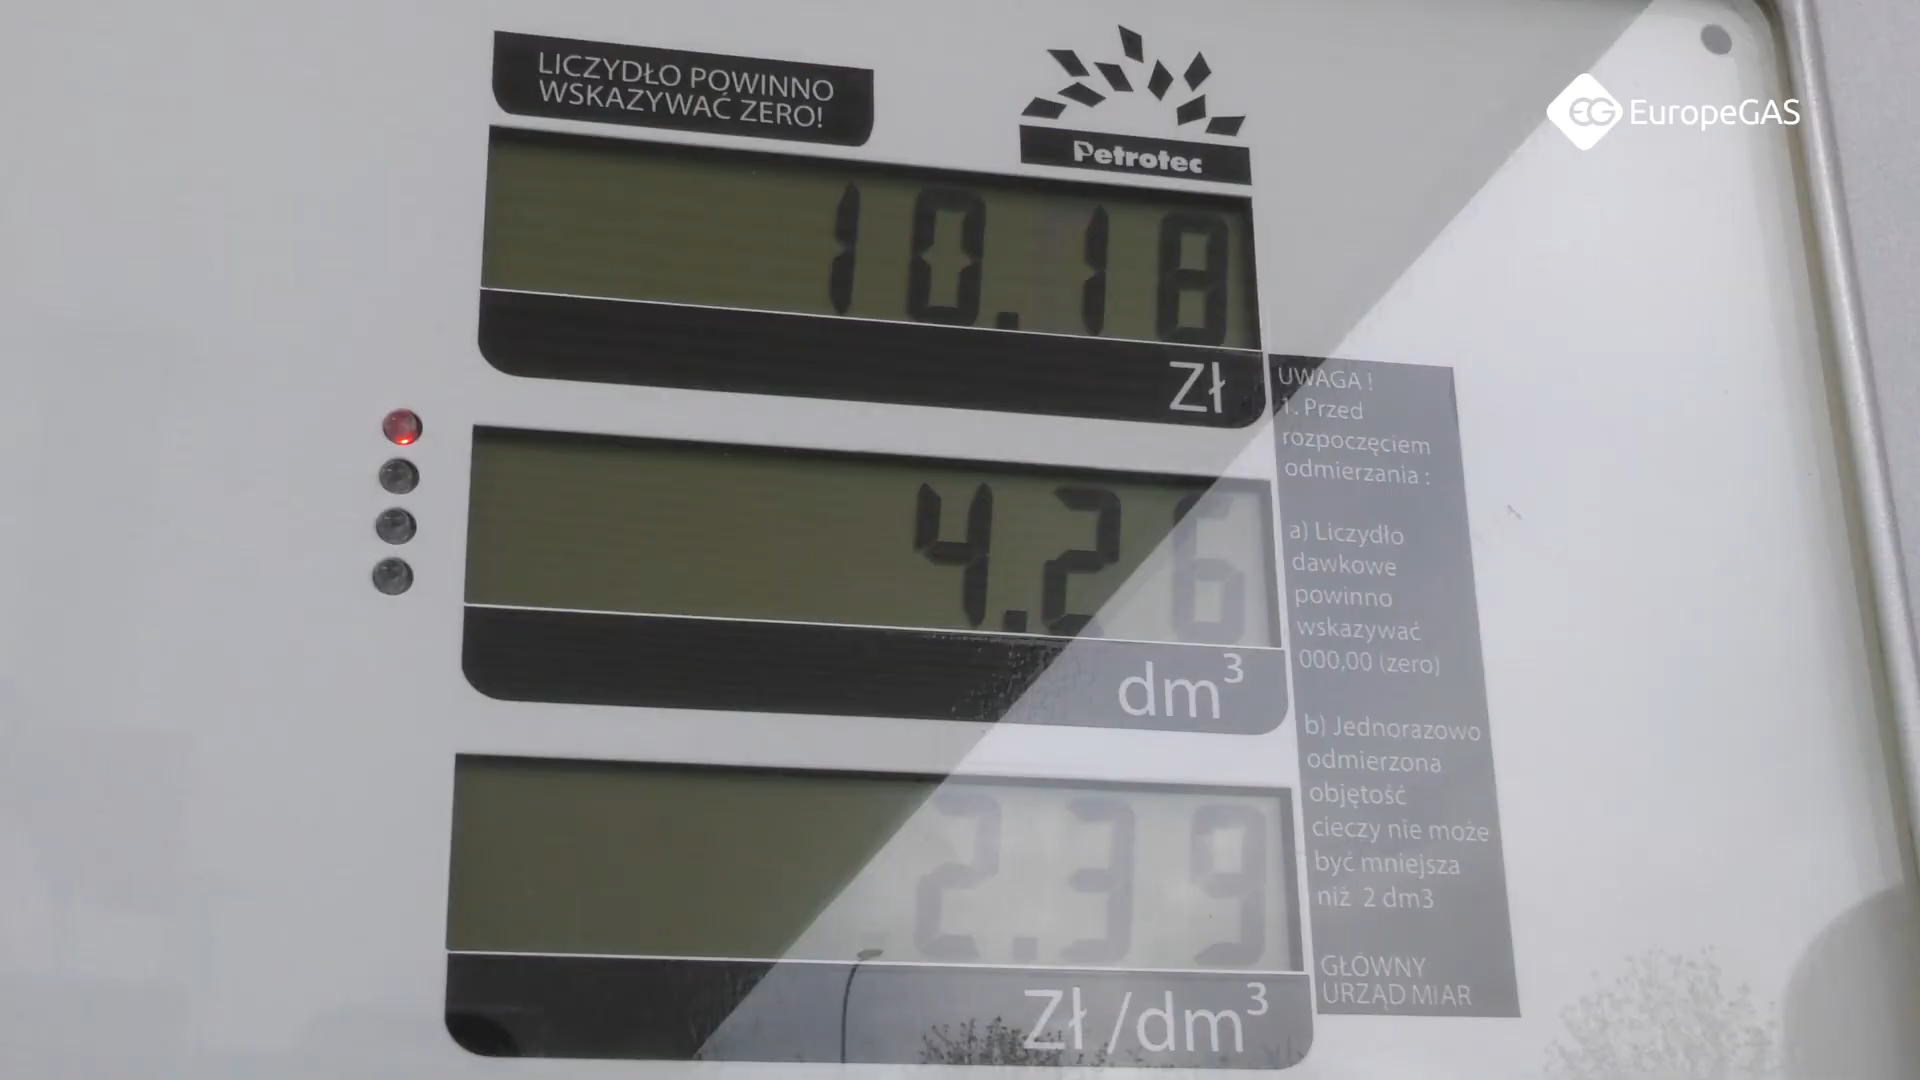 LICZYDŁO POWINNO
WSKAZYWAĆ ZERO!
Petrotec
EG EuropeGAS
10.18
Zł
4.26
dm³
2.39
Zł/dm³
UWAGA !
1. Przed
rozpoczęciem
odmierzania :
a) Liczydło
dawkowe
powinno
wskazywać
000,00 (zero)
b) Jednorazowo
odmierzona
objętość
cieczy nie może
być mniejsza
niż 2 dm3
GŁÓWNY
URZĄD MIAR